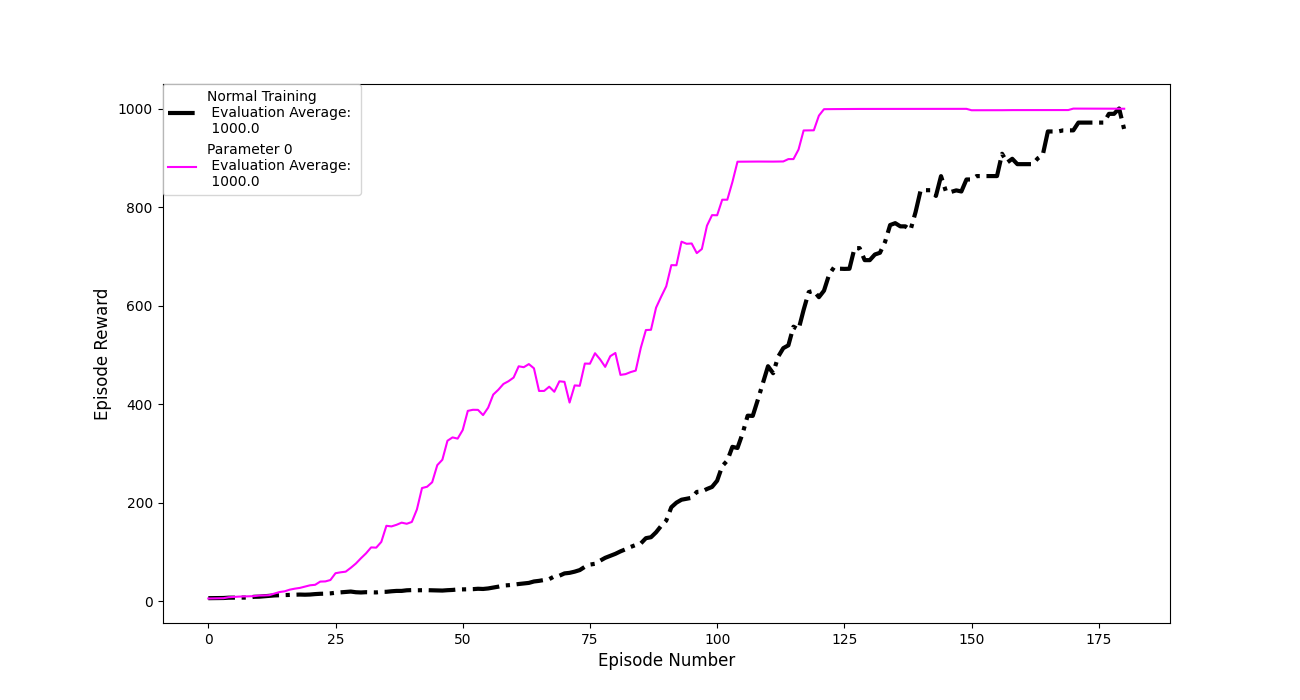 Normal Training
Evaluation Average:
1000.0
Parameter 0
Evaluation Average:
1000.0
1000
800
600
400
200
0
Episode Reward
0 25 50 75 100 125 150 175
Episode Number